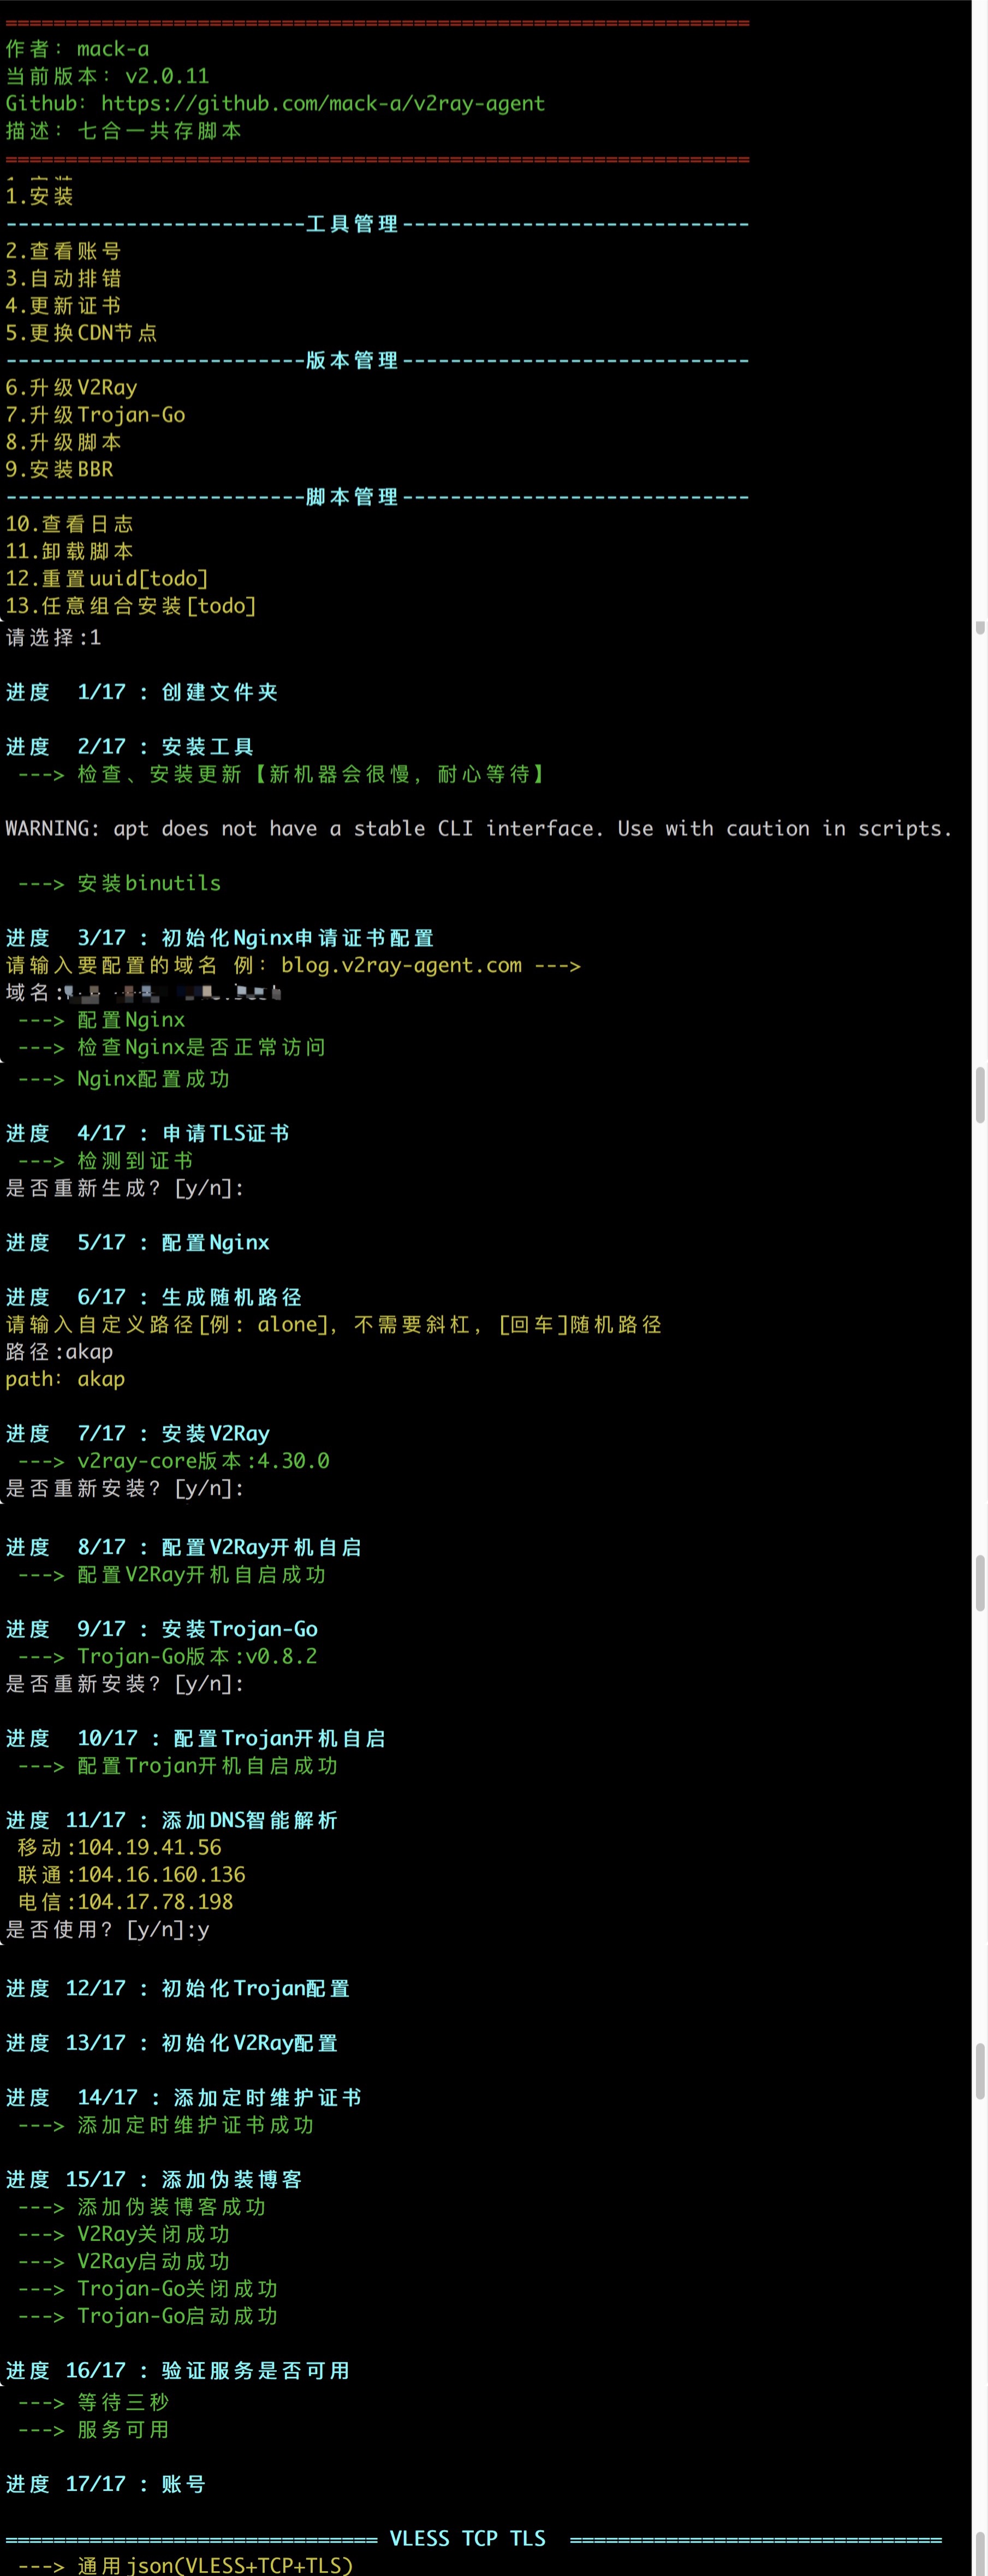 ==============================================================
作者：mack-a
当前版本：v2.0.11
Github：https://github.com/mack-a/v2ray-agent
描述：七合一共存脚本
==============================================================
1.安装
-------------------------工具管理-----------------------------
2.查看账号
3.自动排错
4.更新证书
5.更换CDN节点
-------------------------版本管理-----------------------------
6.升级V2Ray
7.升级Trojan-Go
8.升级脚本
9.安装BBR
-------------------------脚本管理-----------------------------
10.查看日志
11.卸载脚本
12.重置uuid[todo]
13.任意组合安装[todo]
请选择:1
进度  1/17 : 创建文件夹
进度  2/17 : 安装工具
 ---> 检查、安装更新【新机器会很慢，耐心等待】
WARNING: apt does not have a stable CLI interface. Use with caution in scripts.
 ---> 安装binutils
进度  3/17 : 初始化Nginx申请证书配置
请输入要配置的域名 例：blog.v2ray-agent.com --->
域名:
 ---> 配置Nginx
 ---> 检查Nginx是否正常访问
 ---> Nginx配置成功
进度  4/17 : 申请TLS证书
 ---> 检测到证书
是否重新生成？[y/n]:
进度  5/17 : 配置Nginx
进度  6/17 : 生成随机路径
请输入自定义路径[例: alone]，不需要斜杠，[回车]随机路径
路径:akap
path：akap
进度  7/17 : 安装V2Ray
 ---> v2ray-core版本:4.30.0
是否重新安装？[y/n]:
进度  8/17 : 配置V2Ray开机自启
 ---> 配置V2Ray开机自启成功
进度  9/17 : 安装Trojan-Go
 ---> Trojan-Go版本:v0.8.2
是否重新安装？[y/n]:
进度  10/17 : 配置Trojan开机自启
 ---> 配置Trojan开机自启成功
进度 11/17 : 添加DNS智能解析
 移动:104.19.41.56
 联通:104.16.160.136
 电信:104.17.78.198
是否使用？[y/n]:y
进度 12/17 : 初始化Trojan配置
进度 13/17 : 初始化V2Ray配置
进度  14/17 : 添加定时维护证书
 ---> 添加定时维护证书成功
进度 15/17 : 添加伪装博客
 ---> 添加伪装博客成功
 ---> V2Ray关闭成功
 ---> V2Ray启动成功
 ---> Trojan-Go关闭成功
 ---> Trojan-Go启动成功
进度 16/17 : 验证服务是否可用
 ---> 等待三秒
 ---> 服务可用
进度 17/17 : 账号
=============================== VLESS TCP TLS  ===============================
 ---> 通用json(VLESS+TCP+TLS)